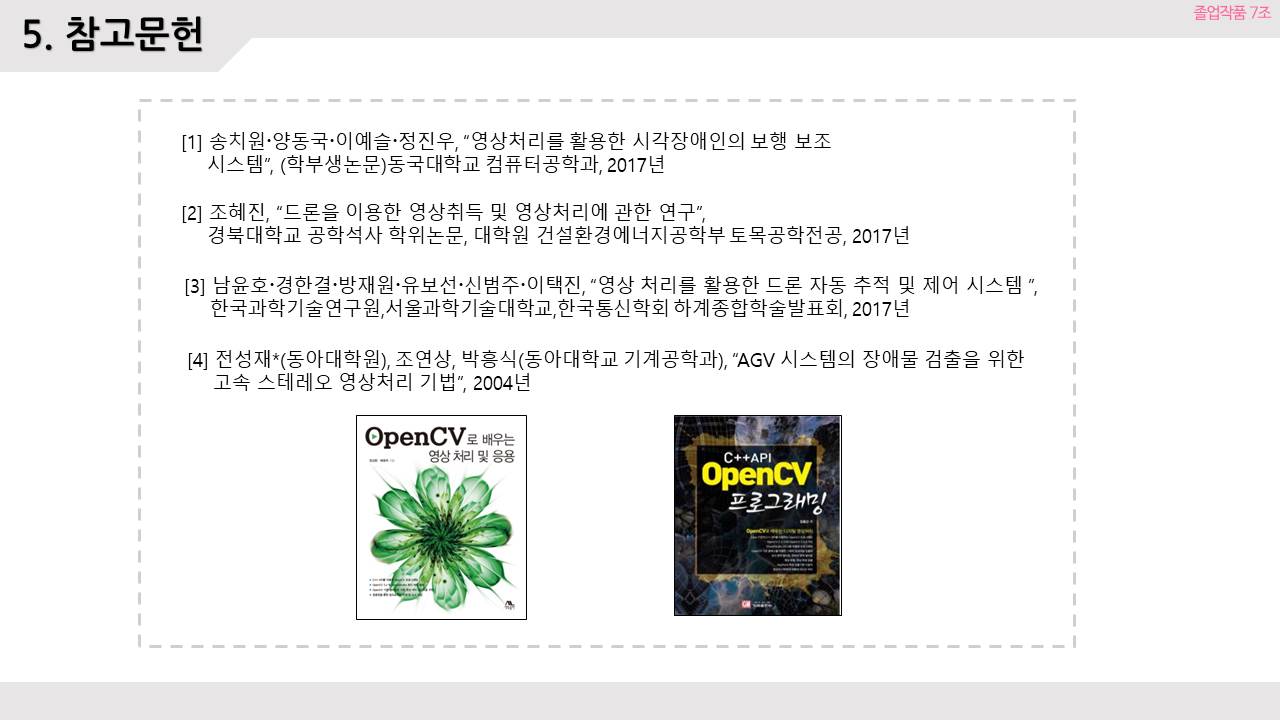 5. 참고문헌
졸업작품 7조
[1] 송치원·양동국·이예슬·정진우, “영상처리를 활용한 시각장애인의 보행 보조
시스템”, (학부생논문)동국대학교 컴퓨터공학과, 2017년
[2] 조혜진, “드론을 이용한 영상취득 및 영상처리에 관한 연구”,
경북대학교 공학석사 학위논문, 대학원 건설환경에너지공학부 토목공학전공, 2017년
[3] 남윤호·경한결·방재원·유보선·신범주·이택진, “영상 처리를 활용한 드론 자동 추적 및 제어 시스템 ”,
한국과학기술연구원,서울과학기술대학교,한국통신학회 하계종합학술발표회, 2017년
[4] 전성재*(동아대학원), 조연상, 박흥식(동아대학교 기계공학과), “AGV 시스템의 장애물 검출을 위한
고속 스테레오 영상처리 기법”, 2004년
OpenCV로 배우는
영상 처리 및 응용
C++API
OpenCV
프로그래밍